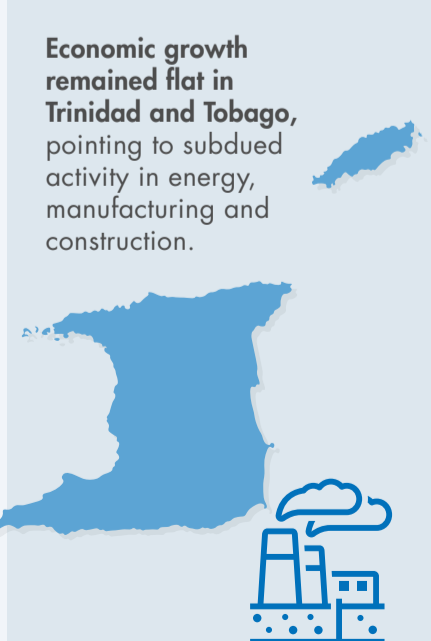 Economic growth
remained flat in
Trinidad and Tobago,
pointing to subdued
activity in energy,
manufacturing and
construction.